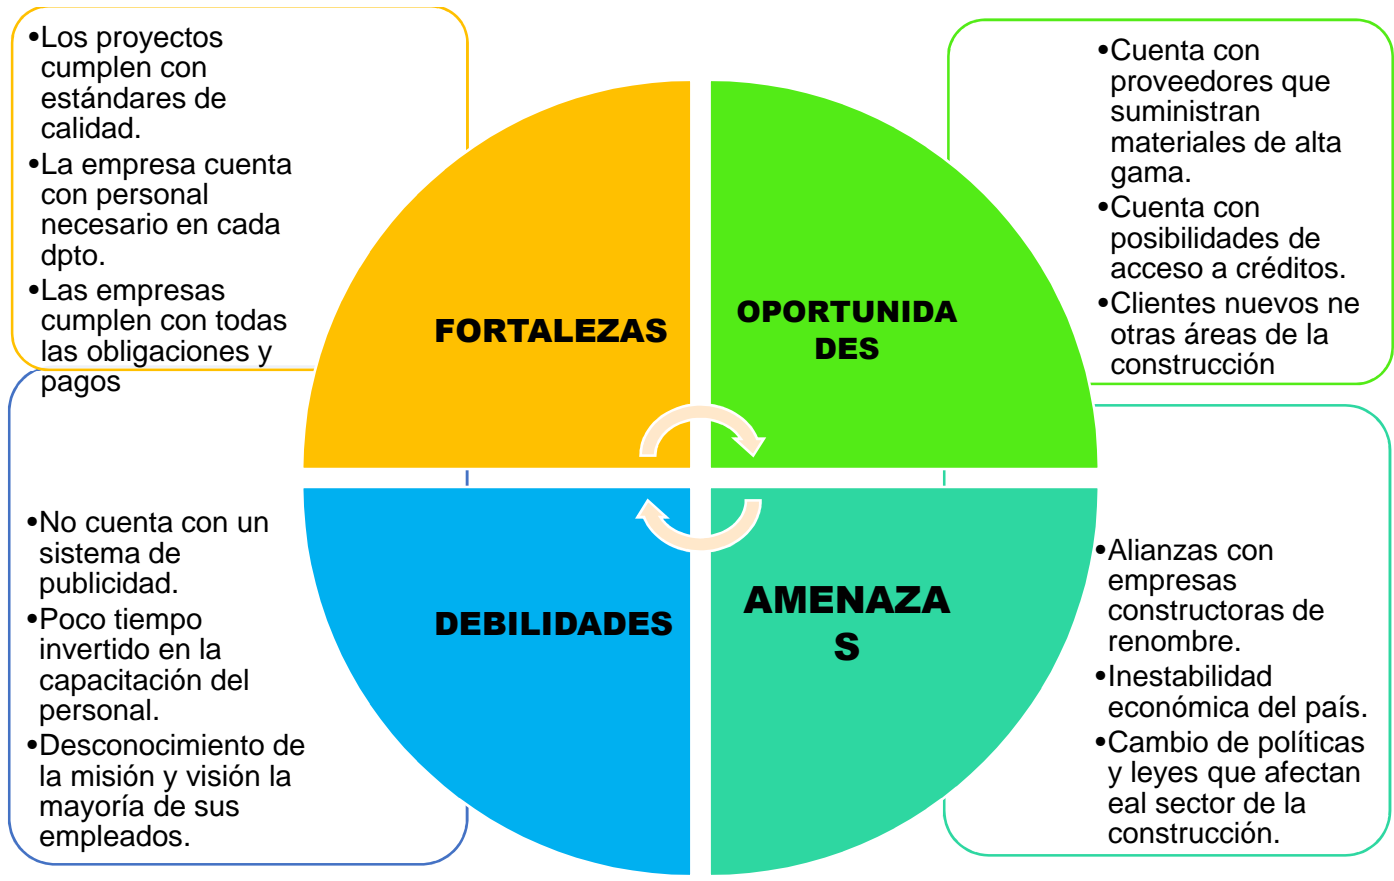 •Los proyectos
cumplen con
estándares de
calidad.
•La empresa cuenta
con personal
necesario en cada
dpto.
•Las empresas
cumplen con todas
las obligaciones y
pagos
FORTALEZAS
OPORTUNIDA
DES
•Cuenta con
proveedores que
suministran
materiales de alta
gama.
•Cuenta con
posibilidades de
acceso a créditos.
•Clientes nuevos ne
otras áreas de la
construcción
•No cuenta con un
sistema de
publicidad.
•Poco tiempo
invertido en la
capacitación del
personal.
•Desconocimiento de
la misión y visión la
mayoría de sus
empleados.
DEBILIDADES
AMENAZA
S
•Alianzas con
empresas
constructoras de
renombre.
•Inestabilidad
económica del país.
•Cambio de políticas
y leyes que afectan
eal sector de la
construcción.